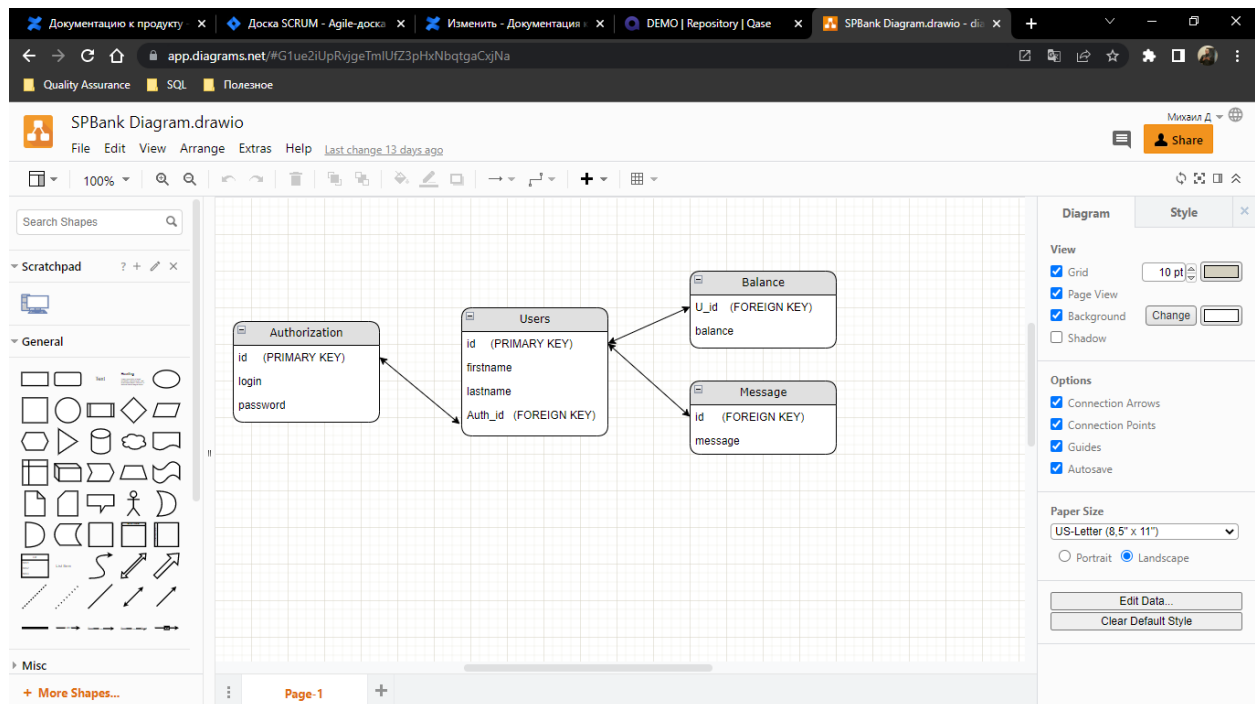 Документацию к продукту -
Доска SCRUM - Agile-доска
Изменить - Документация
DEMO | Repository | Qase
SPBank Diagram.drawio - dia
app.diagrams.net/#G1ue2iUpRvjgeTmlUfZ3pHxNbqtgaCxjNa
Quality Assurance SQL Полезное
SPBank Diagram.drawio
Михаил Д
File Edit View Arrange Extras Help Last change 13 days ago
Share
100%
Search Shapes
Scratchpad ? + ×
General
Text
Misc
+ More Shapes...
Authorization
id (PRIMARY KEY)
login
password
Users
id (PRIMARY KEY)
firstname
lastname
Auth_id (FOREIGN KEY)
Balance
U_id (FOREIGN KEY)
balance
Message
id (FOREIGN KEY)
message
Page-1
Diagram Style
View
Grid 10 pt
Page View
Background Change
Shadow
Options
Connection Arrows
Connection Points
Guides
Autosave
Paper Size
US-Letter (8,5" x 11")
Portrait Landscape
Edit Data...
Clear Default Style